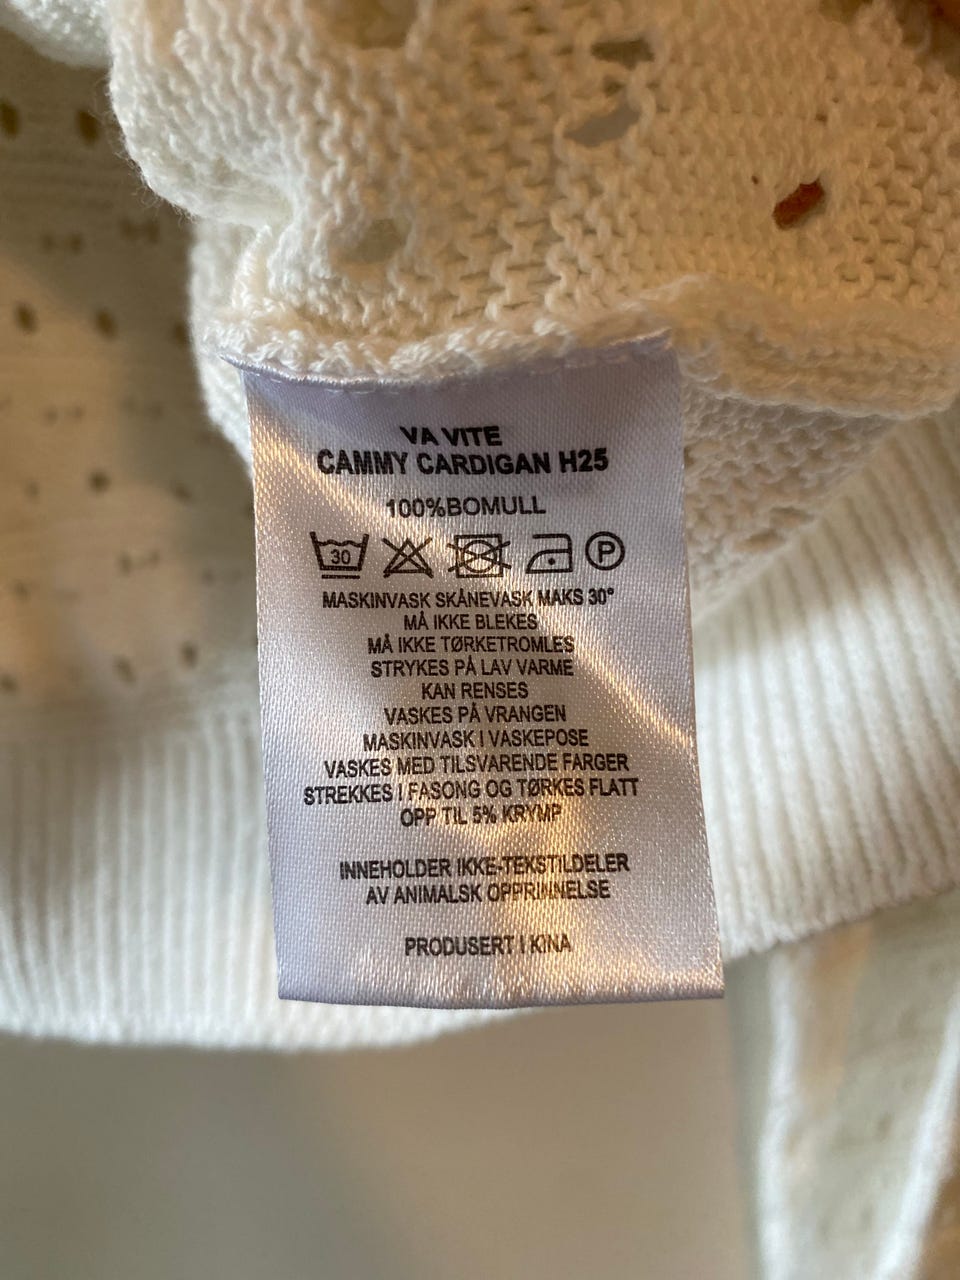 VA VITE
CAMMY CARDIGAN H25
100%BOMULL
30 P
MASKINVASK SKÅNEVASK MAKS 30°
MÅ IKKE BLEKES
MÅ IKKE TØRKETROMLES
STRYKES PÅ LAV VARME
KAN RENSES
VASKES PÅ VRANGEN
MASKINVASK I VASKEPOSE
VASKES MED TILSVARENDE FARGER
STREKKES I FASONG OG TØRKES FLATT
OPP TIL 5% KRYMP
INNEHOLDER IKKE-TEKSTILDELER
AV ANIMALSK OPPRINNELSE
PRODUSERT I KINA